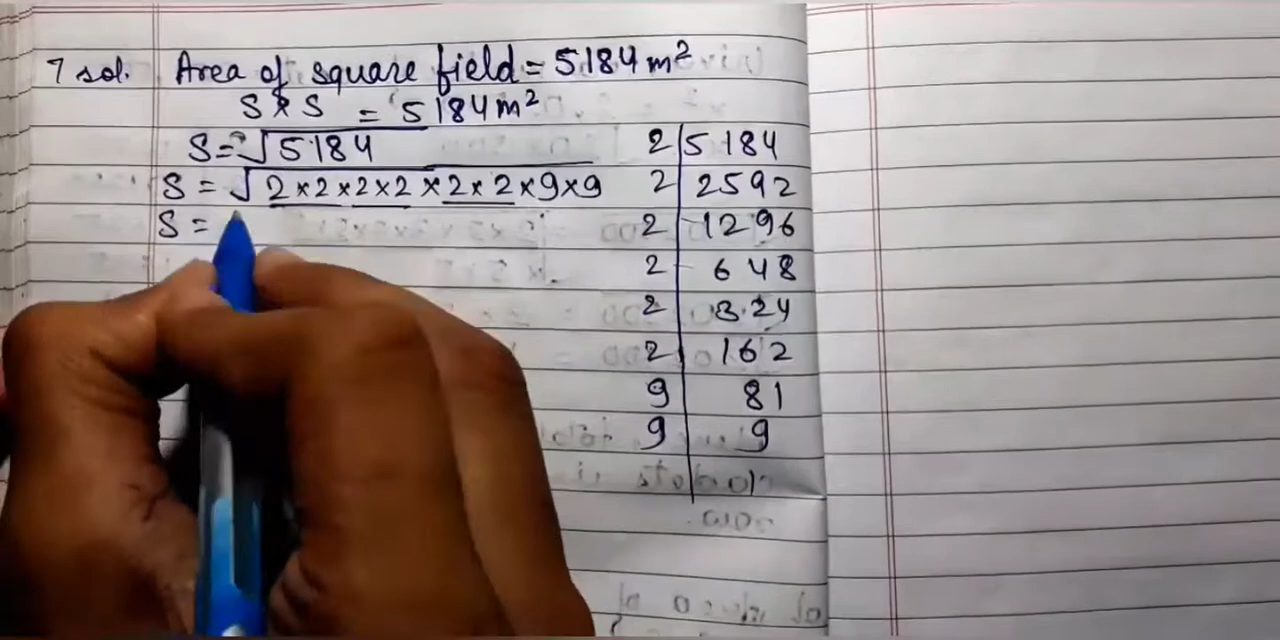 7 sol. Area of square field = 5184 m²
S × S = 5184 m²
S = √5184
S = √2×2×2×2×2×2×9×9
S =
2 | 5184
2 | 2592
2 | 1296
2 | 648
2 | 324
2 | 162
9 | 81
9 | 9